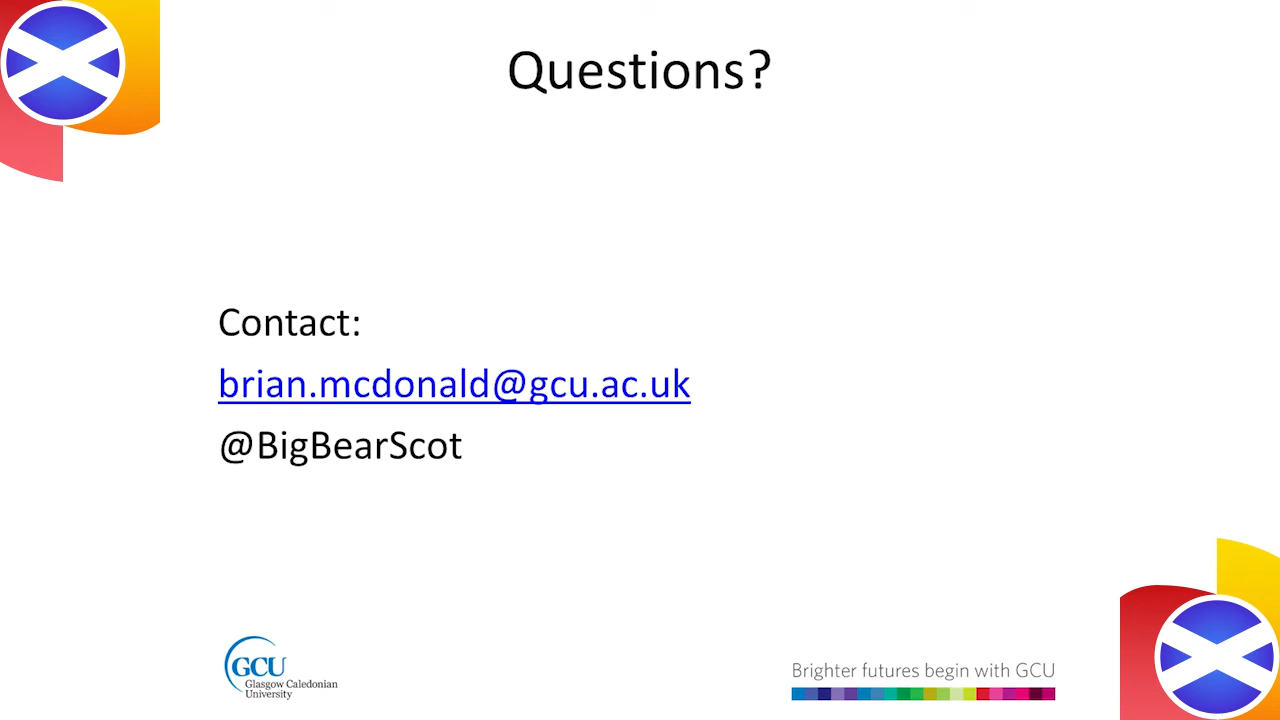 Questions?
Contact:
brian.mcdonald@gcu.ac.uk
@BigBearScot
GCU
Glasgow Caledonian
University
Brighter futures begin with GCU